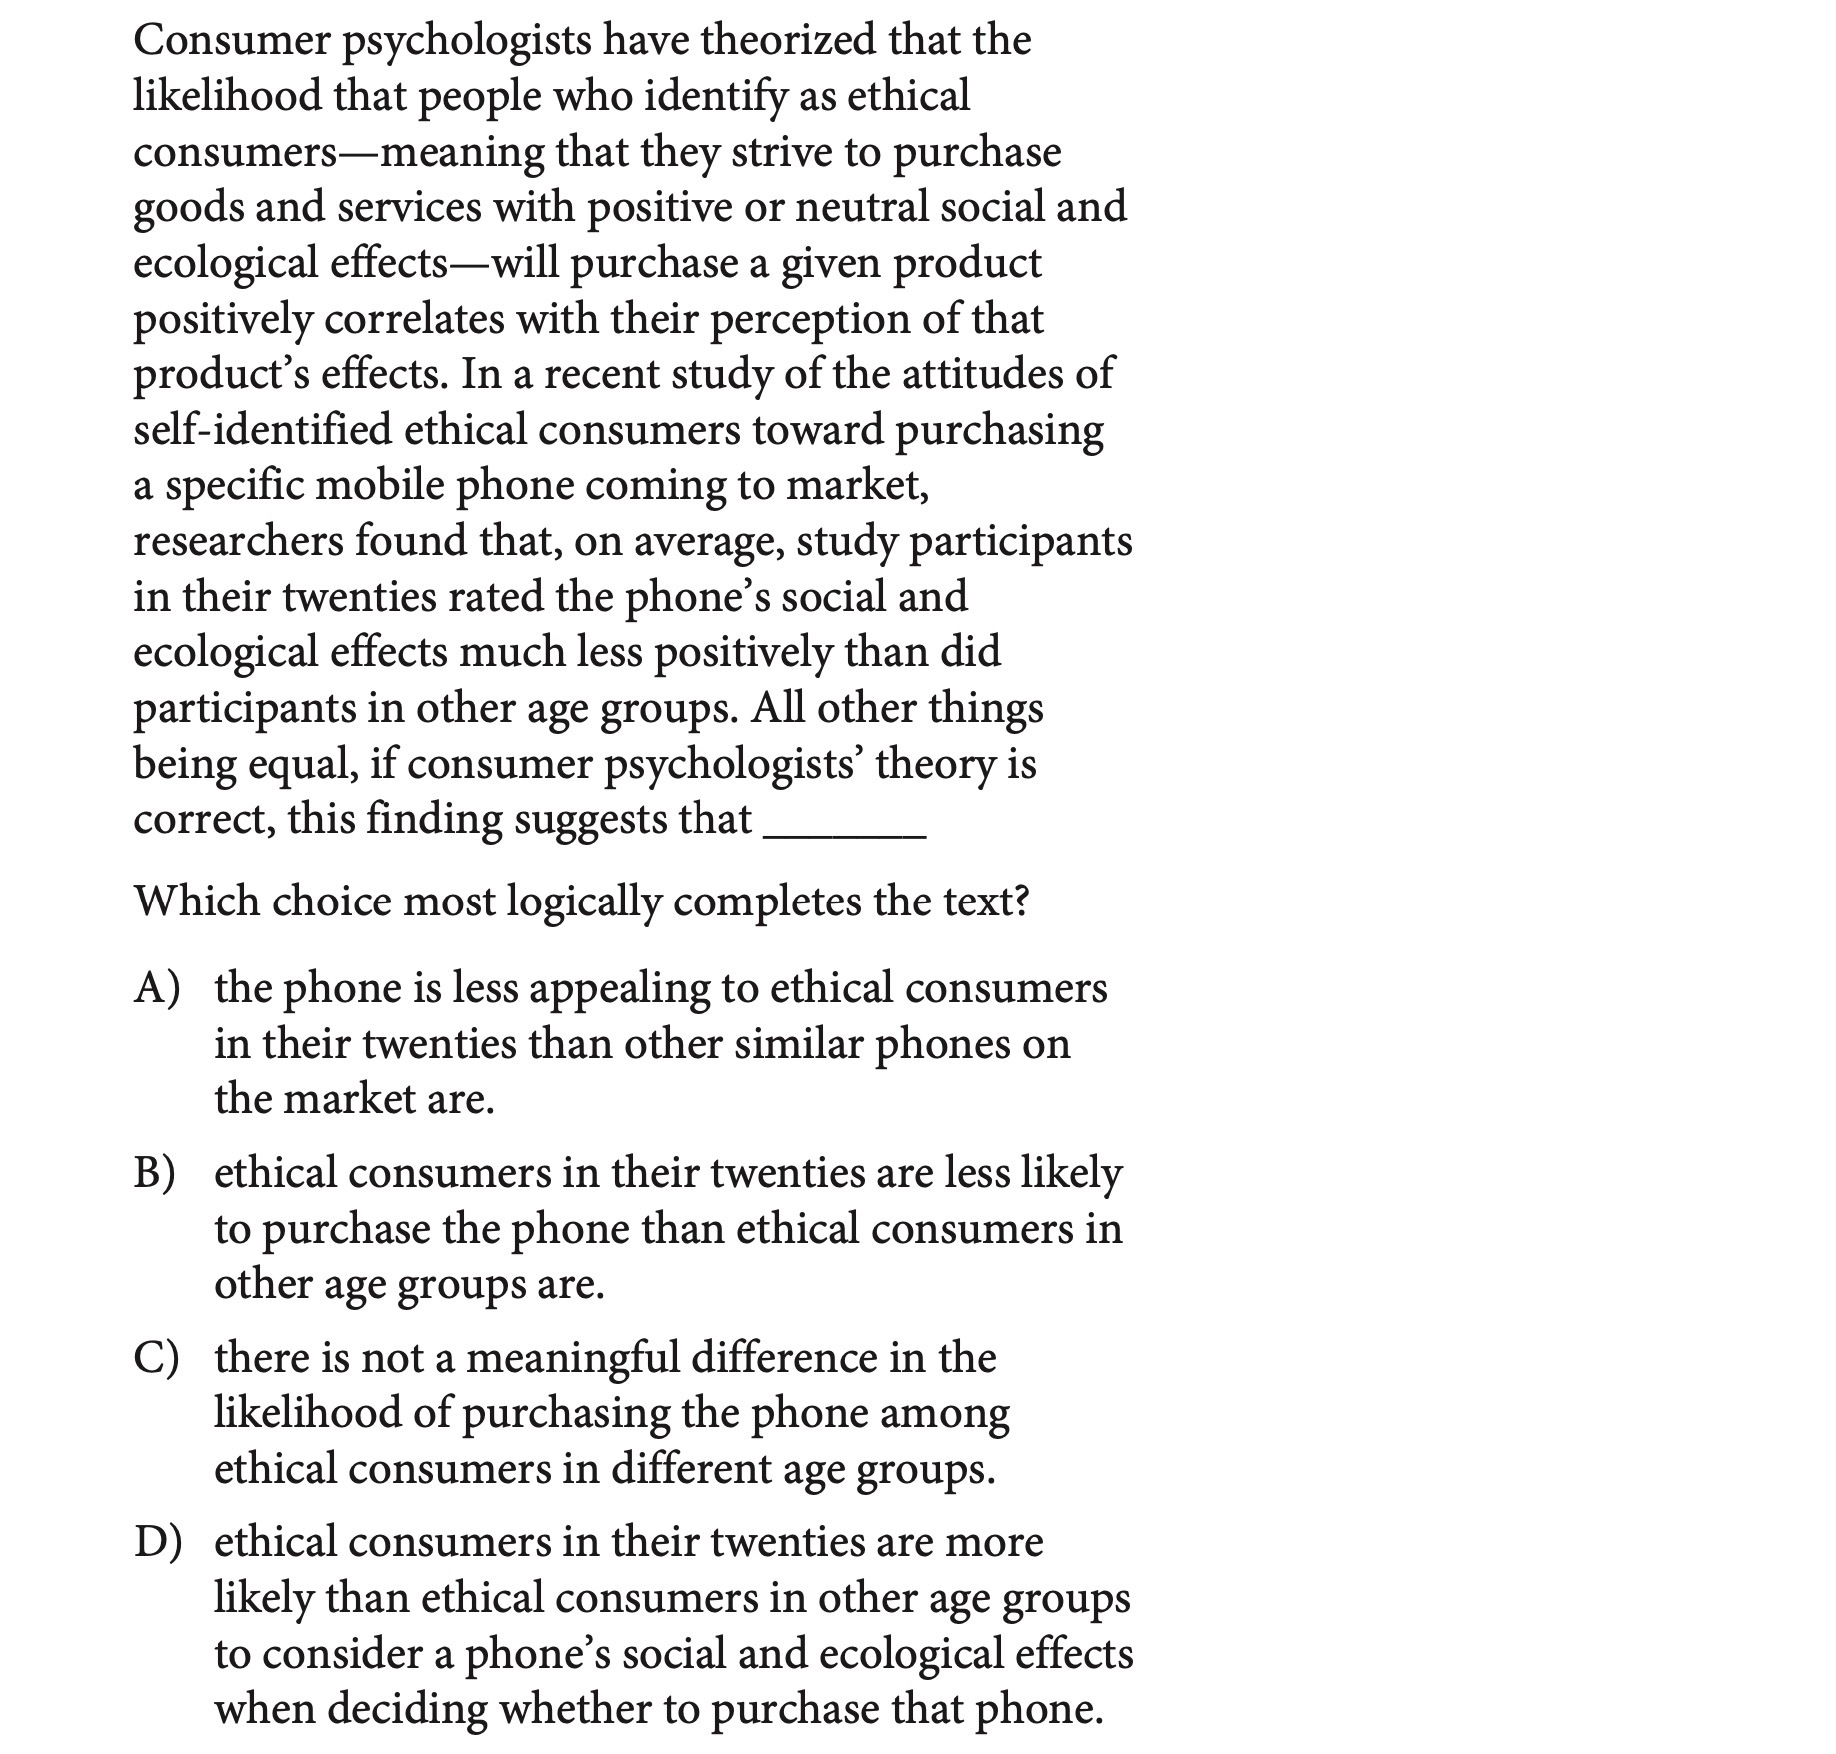 Consumer psychologists have theorized that the
likelihood that people who identify as ethical
consumers—meaning that they strive to purchase
goods and services with positive or neutral social and
ecological effects—will purchase a given product
positively correlates with their perception of that
product’s effects. In a recent study of the attitudes of
self-identified ethical consumers toward purchasing
a specific mobile phone coming to market,
researchers found that, on average, study participants
in their twenties rated the phone’s social and
ecological effects much less positively than did
participants in other age groups. All other things
being equal, if consumer psychologists’ theory is
correct, this finding suggests that _______
Which choice most logically completes the text?
A) the phone is less appealing to ethical consumers
in their twenties than other similar phones on
the market are.
B) ethical consumers in their twenties are less likely
to purchase the phone than ethical consumers in
other age groups are.
C) there is not a meaningful difference in the
likelihood of purchasing the phone among
ethical consumers in different age groups.
D) ethical consumers in their twenties are more
likely than ethical consumers in other age groups
to consider a phone’s social and ecological effects
when deciding whether to purchase that phone.